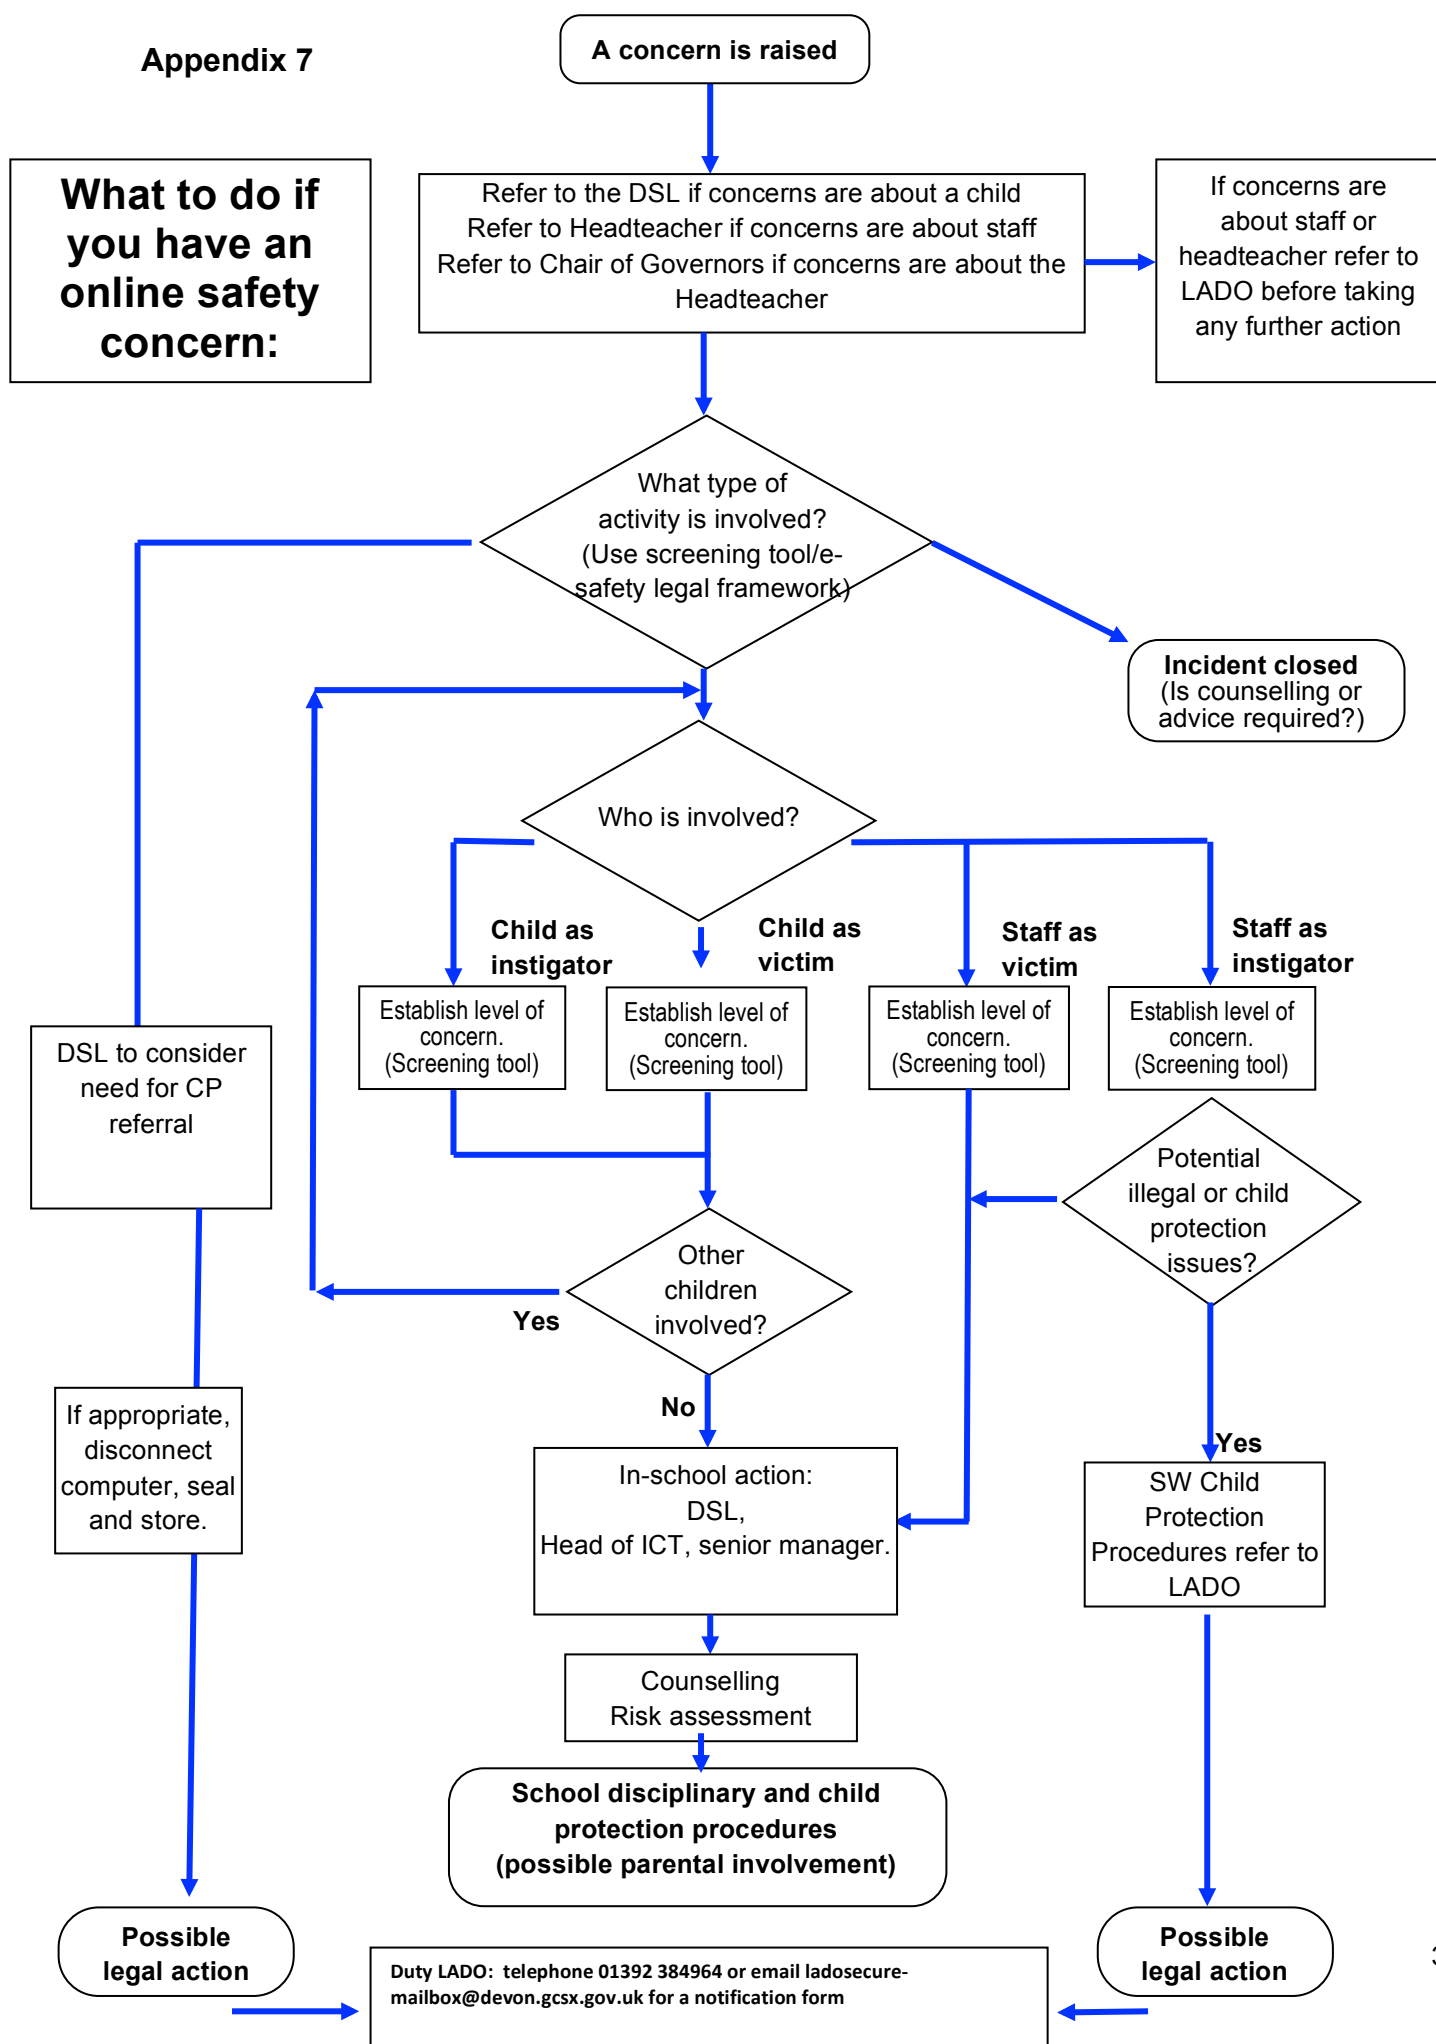 Appendix 7
A concern is raised
What to do if
you have an
online safety
concern:
Refer to the DSL if concerns are about a child
Refer to Headteacher if concerns are about staff
Refer to Chair of Governors if concerns are about the
Headteacher
If concerns are
about staff or
headteacher refer to
LADO before taking
any further action
What type of
activity is involved?
(Use screening tool/e-
safety legal framework)
Incident closed
(Is counselling or
advice required?)
Who is involved?
Child as
instigator
Child as
victim
Staff as
victim
Staff as
instigator
Establish level of
concern.
(Screening tool)
Establish level of
concern.
(Screening tool)
Establish level of
concern.
(Screening tool)
Establish level of
concern.
(Screening tool)
DSL to consider
need for CP
referral
Potential
illegal or child
protection
issues?
Other
children
involved?
Yes
No
If appropriate,
disconnect
computer, seal
and store.
In-school action:
DSL,
Head of ICT, senior manager.
Yes
SW Child
Protection
Procedures refer to
LADO
Counselling
Risk assessment
School disciplinary and child
protection procedures
(possible parental involvement)
Possible
legal action
Possible
legal action
Duty LADO: telephone 01392 384964 or email ladosecure-
mailbox@devon.gcsx.gov.uk for a notification form